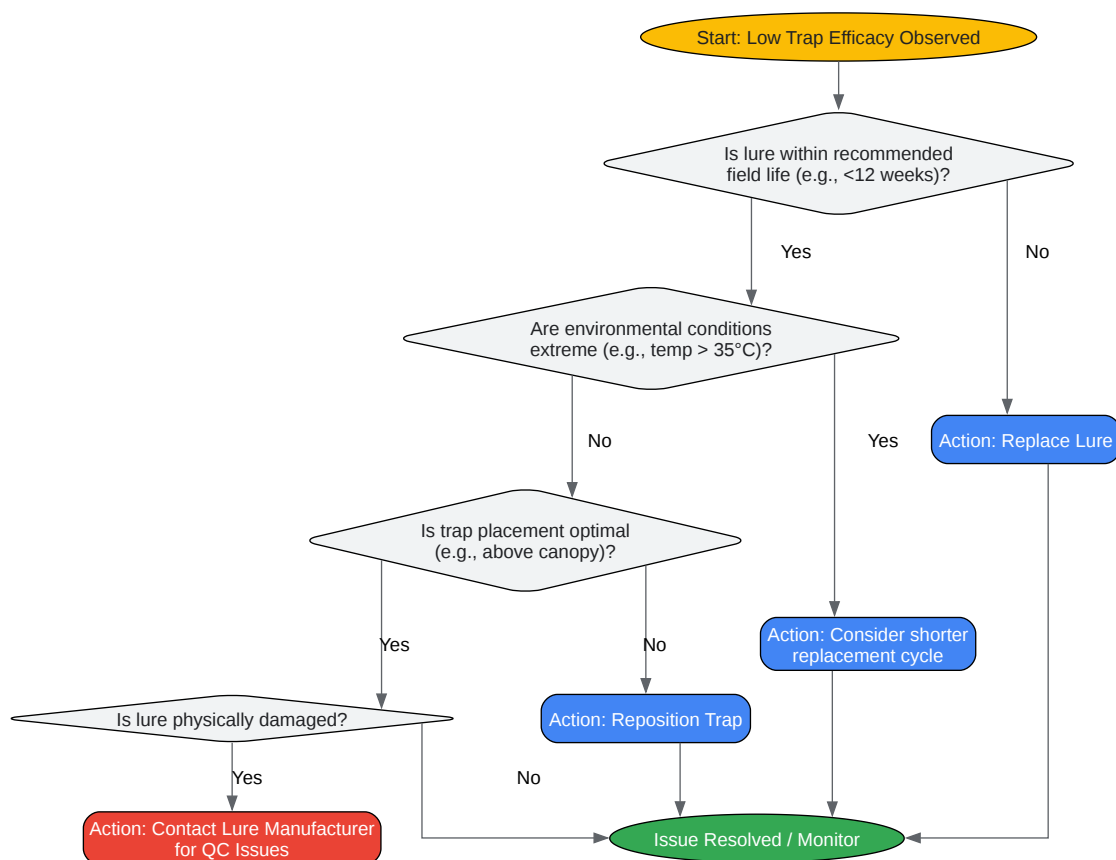 Start: Low Trap Efficacy Observed
Is lure within recommended
field life (e.g., <12 weeks)?
Yes
No
Are environmental conditions
extreme (e.g., temp > 35°C)?
No
Yes
Action: Replace Lure
Is trap placement optimal
(e.g., above canopy)?
Yes
No
Action: Consider shorter
replacement cycle
Is lure physically damaged?
Action: Reposition Trap
Yes
No
Action: Contact Lure Manufacturer
for QC Issues
Issue Resolved / Monitor